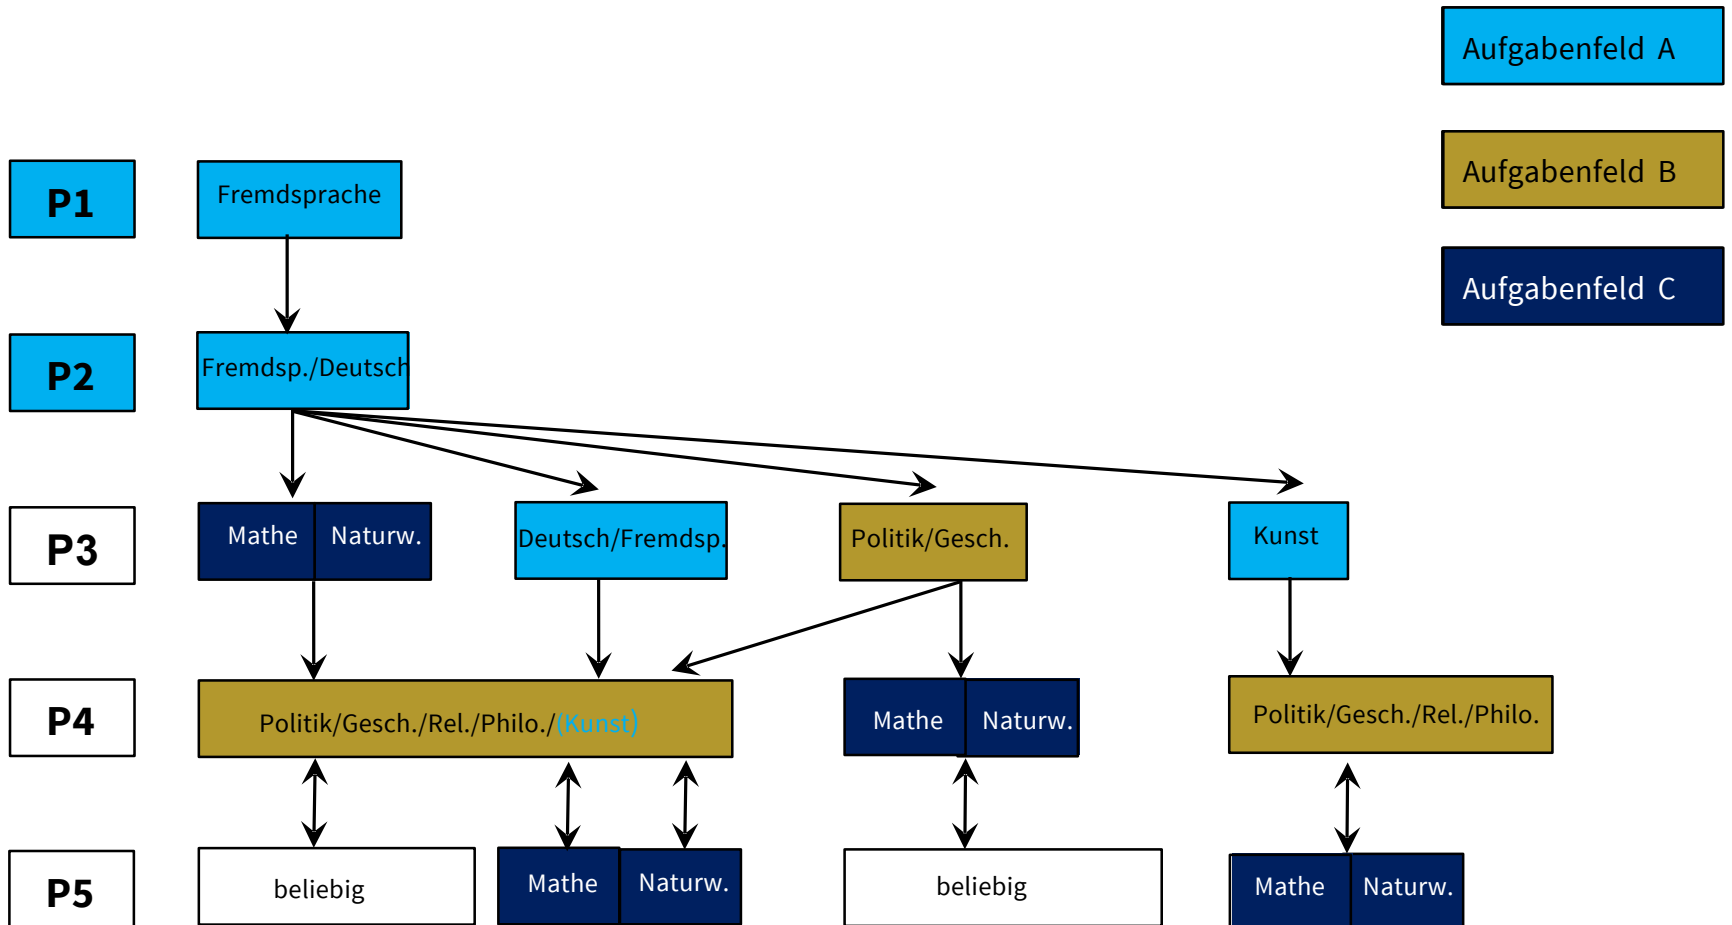 Aufgabenfeld A
Aufgabenfeld B
P1
Fremdsprache
Aufgabenfeld C
P2
Fremdsp./Deutsch
P3
Mathe
Naturw.
Deutsch/Fremdsp.
Politik/Gesch.
Kunst
P4
Politik/Gesch./Rel./Philo./(Kunst)
Mathe
Naturw.
Politik/Gesch./Rel./Philo.
P5
beliebig
Mathe
Naturw.
beliebig
Mathe
Naturw.